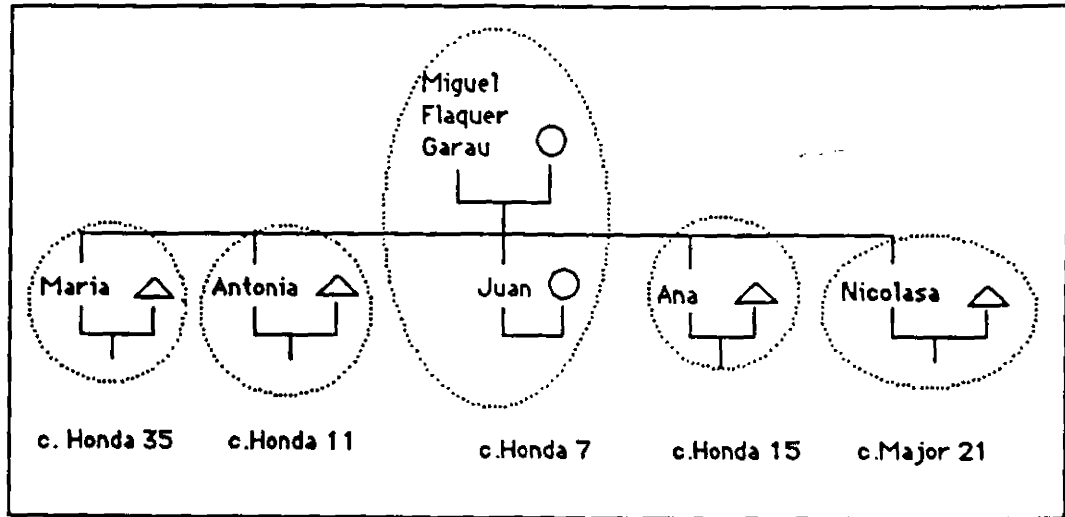 Miguel
Flaquer
Garau
Maria
Antonia
Juan
Ana
Nicolasa
c. Honda 35
c.Honda 11
c.Honda 7
c.Honda 15
c.Major 21